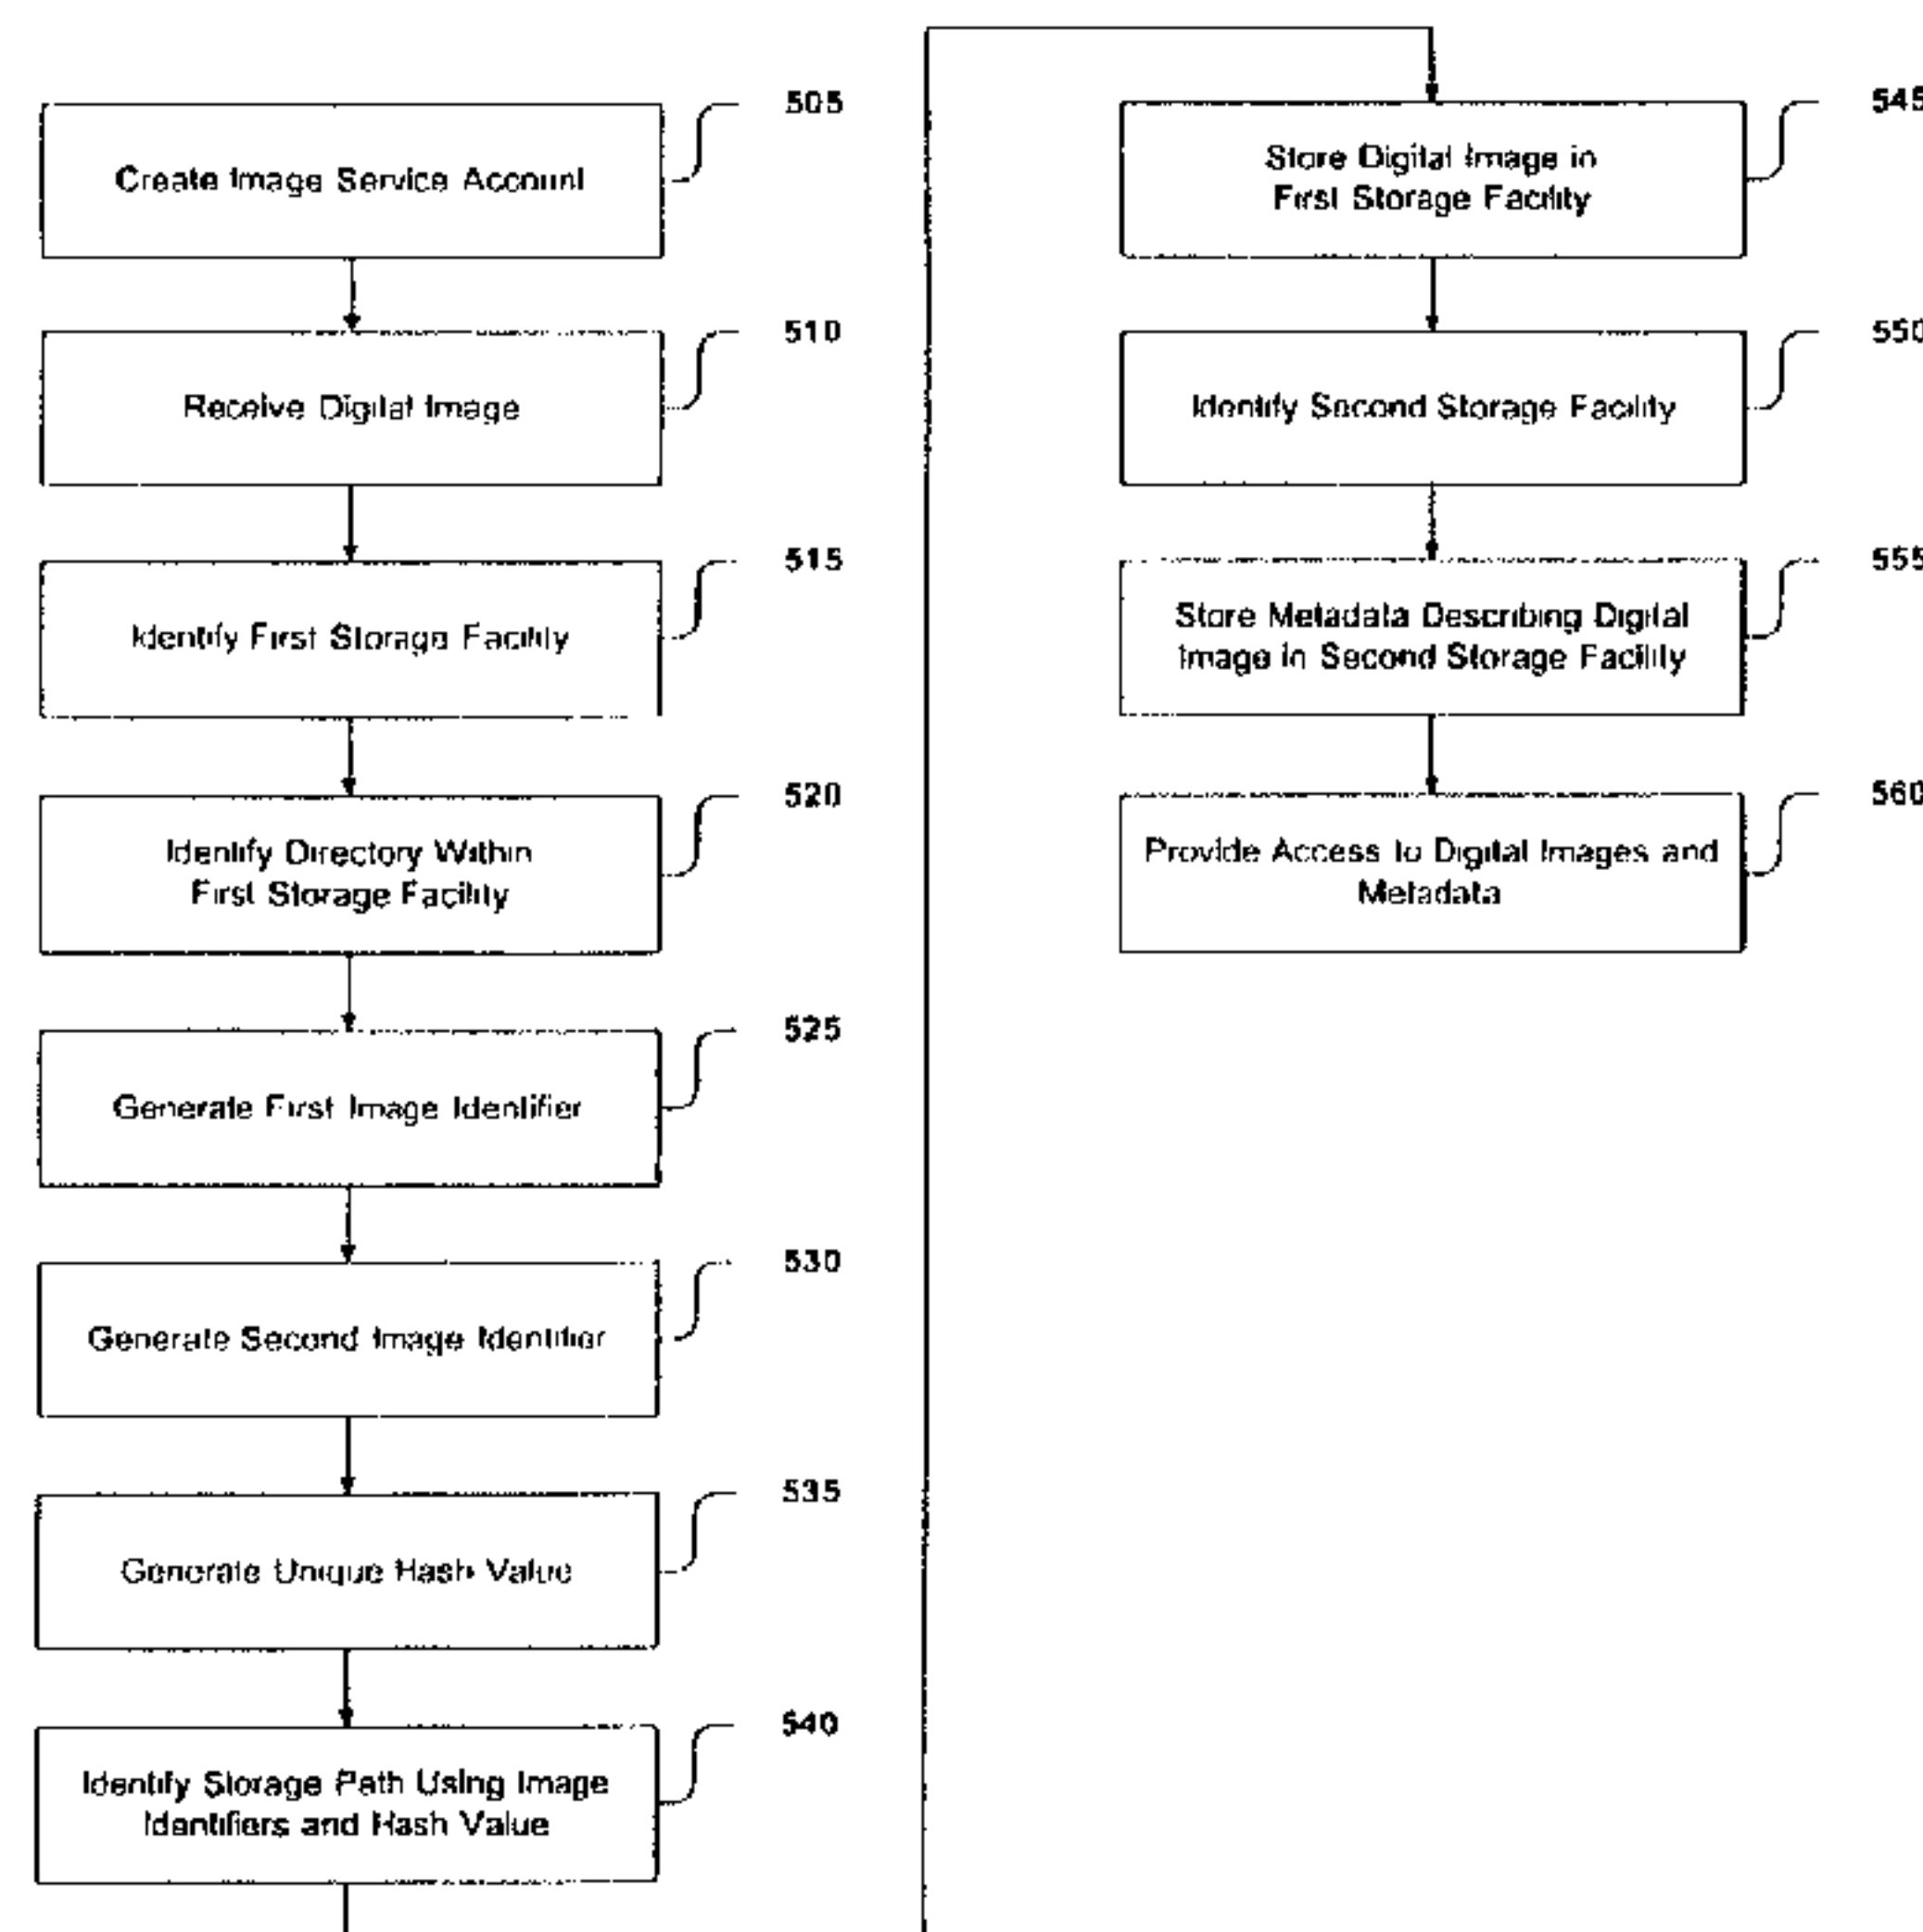 505
Create Image Service Account
510
Receive Digital Image
515
Identify First Storage Facility
520
Identify Directory Within
First Storage Facility
525
Generate First Image Identifier
530
Generate Second Image Identifier
535
Generate Unique Hash Value
540
Identify Storage Path Using Image
Identifiers and Hash Value
545
Store Digital Image in
First Storage Facility
550
Identify Second Storage Facility
555
Store Metadata Describing Digital
Image in Second Storage Facility
560
Provide Access to Digital Images and
Metadata